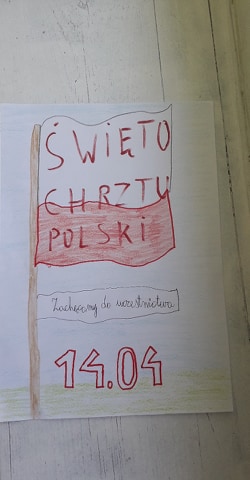 ŚWIĘTO
CHRZTU
POLSKI
Zachęcamy do uczestnictwa
14.04